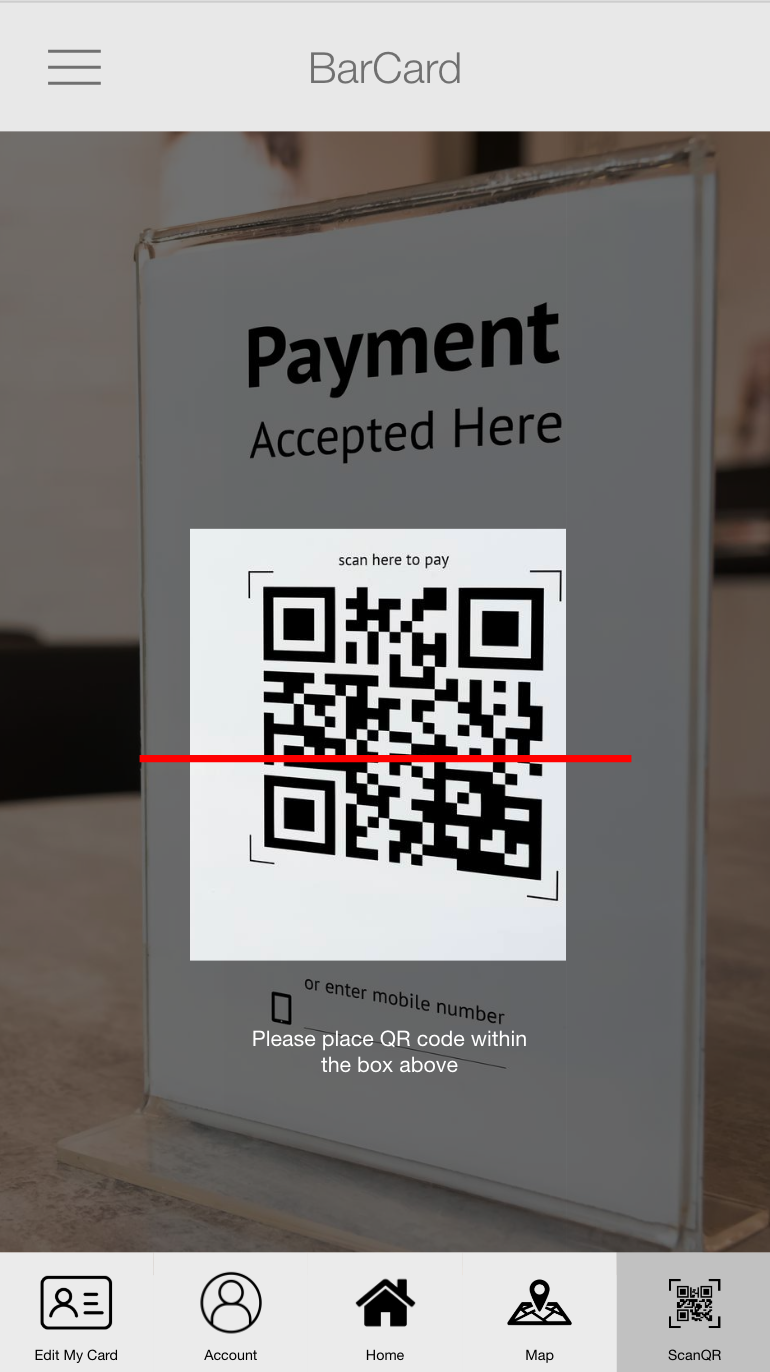 BarCard
Payment
Accepted Here
scan here to pay
or enter mobile number
Please place QR code within
the box above
Edit My Card
Account
Home
Map
ScanQR